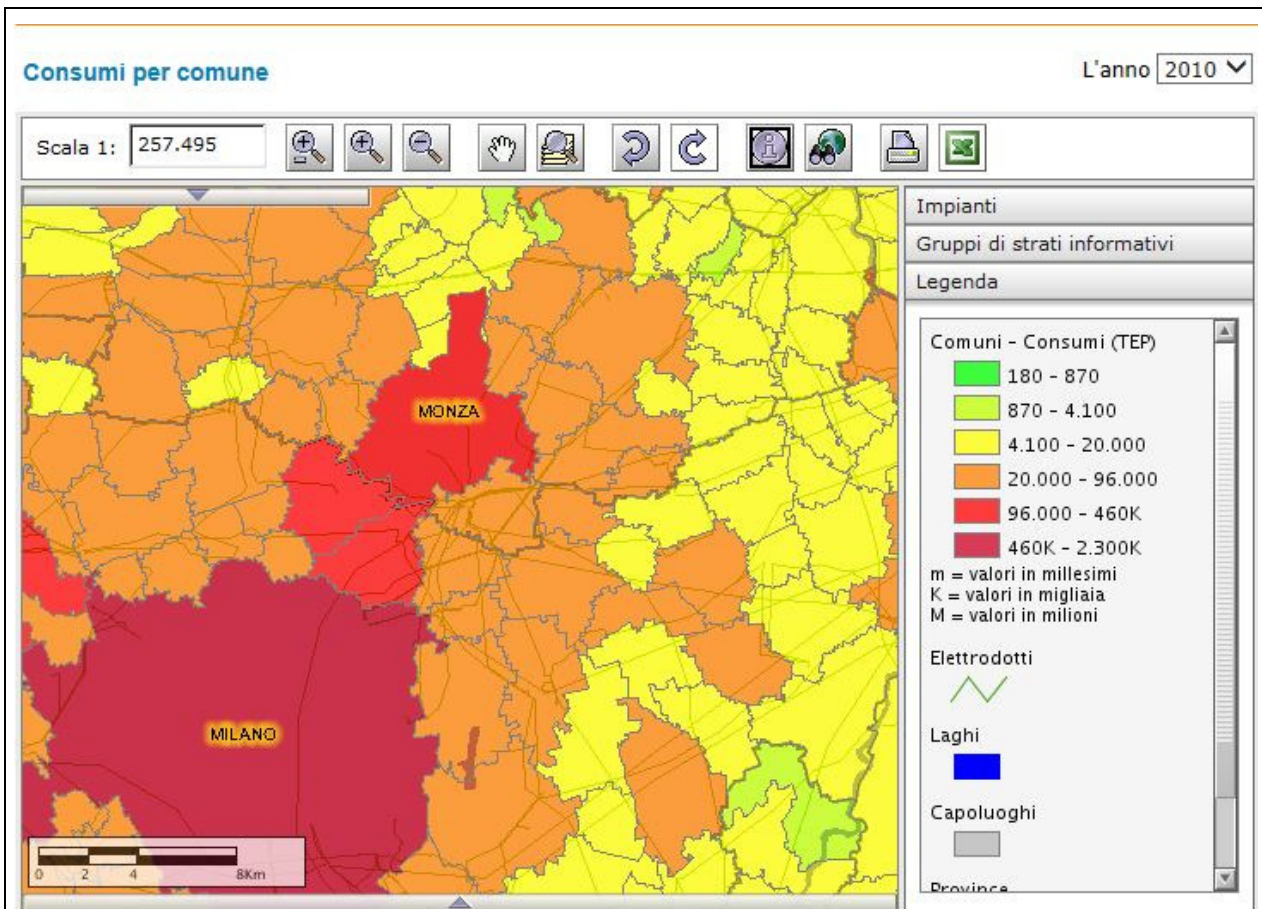 Consumi per comune
L'anno 2010
Scala 1: 257.495
Impianti
Gruppi di strati informativi
Legenda
Comuni - Consumi (TEP)
180 - 870
870 - 4.100
4.100 - 20.000
20.000 - 96.000
96.000 - 460K
460K - 2.300K
m = valori in millesimi
K = valori in migliaia
M = valori in milioni
Elettrodotti
Laghi
Capoluoghi
Province
MONZA
MILANO
0 2 4 8Km